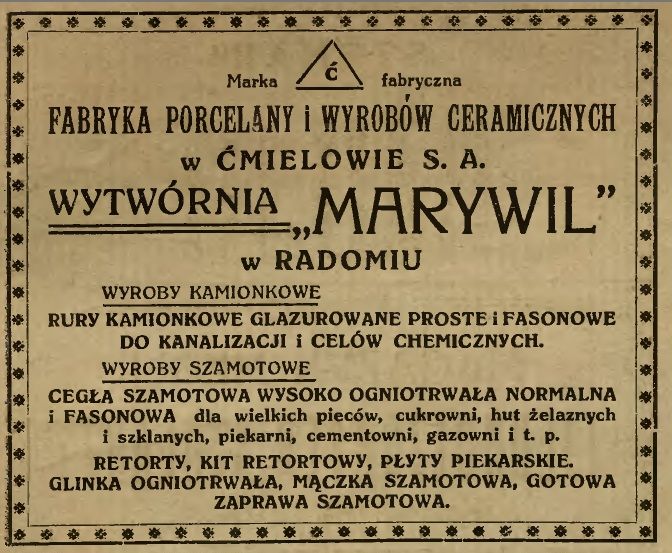 Marka Ć fabryczna
FABRYKA PORCELANY i WYROBÓW CERAMICZNYCH
w ĆMIELOWIE S. A.
WYTWÓRNIA „MARYWIL”
w RADOMIU
WYROBY KAMIONKOWE
RURY KAMIONKOWE GLAZUROWANE PROSTE i FASONOWE
DO KANALIZACJI i CELÓW CHEMICZNYCH.
WYROBY SZAMOTOWE
CEGŁA SZAMOTOWA WYSOKO OGNIOTRWAŁA NORMALNA
i FASONOWA dla wielkich pieców, cukrowni, hut żelaznych
i szklanych, piekarni, cementowni, gazowni i t. p.
RETORTY, KIT RETORTOWY, PŁYTY PIEKARSKIE.
GLINKA OGNIOTRWAŁA, MĄCZKA SZAMOTOWA, GOTOWA
ZAPRAWA SZAMOTOWA.